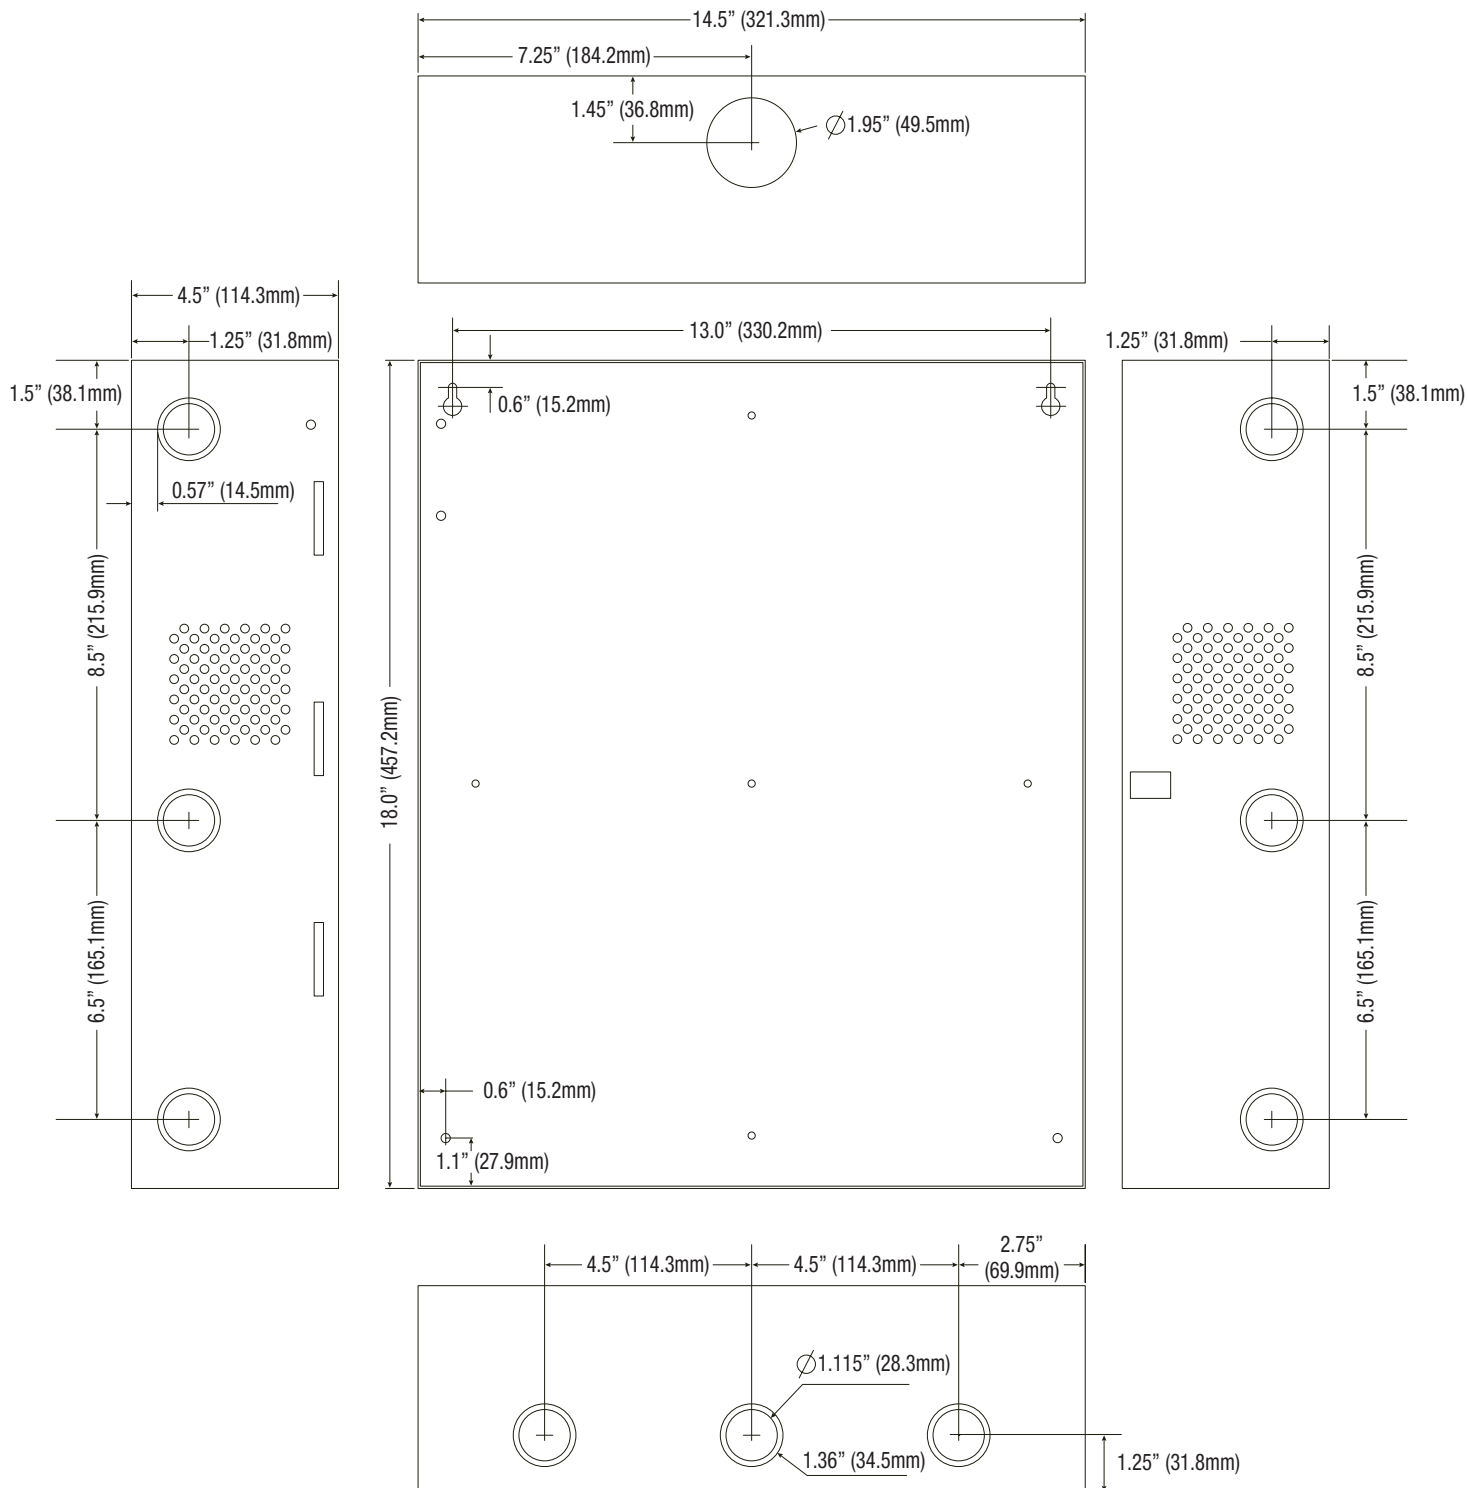 14.5” (321.3mm)
7.25” (184.2mm)
1.45” (36.8mm)
1.95” (49.5mm)
4.5” (114.3mm)
1.25” (31.8mm)
13.0” (330.2mm)
1.25” (31.8mm)
1.5” (38.1mm)
0.6” (15.2mm)
1.5” (38.1mm)
0.57” (14.5mm)
8.5” (215.9mm)
18.0” (457.2mm)
8.5” (215.9mm)
6.5” (165.1mm)
6.5” (165.1mm)
0.6” (15.2mm)
1.1” (27.9mm)
4.5” (114.3mm)
4.5” (114.3mm)
2.75”
(69.9mm)
∅1.115” (28.3mm)
1.36” (34.5mm)
1.25” (31.8mm)